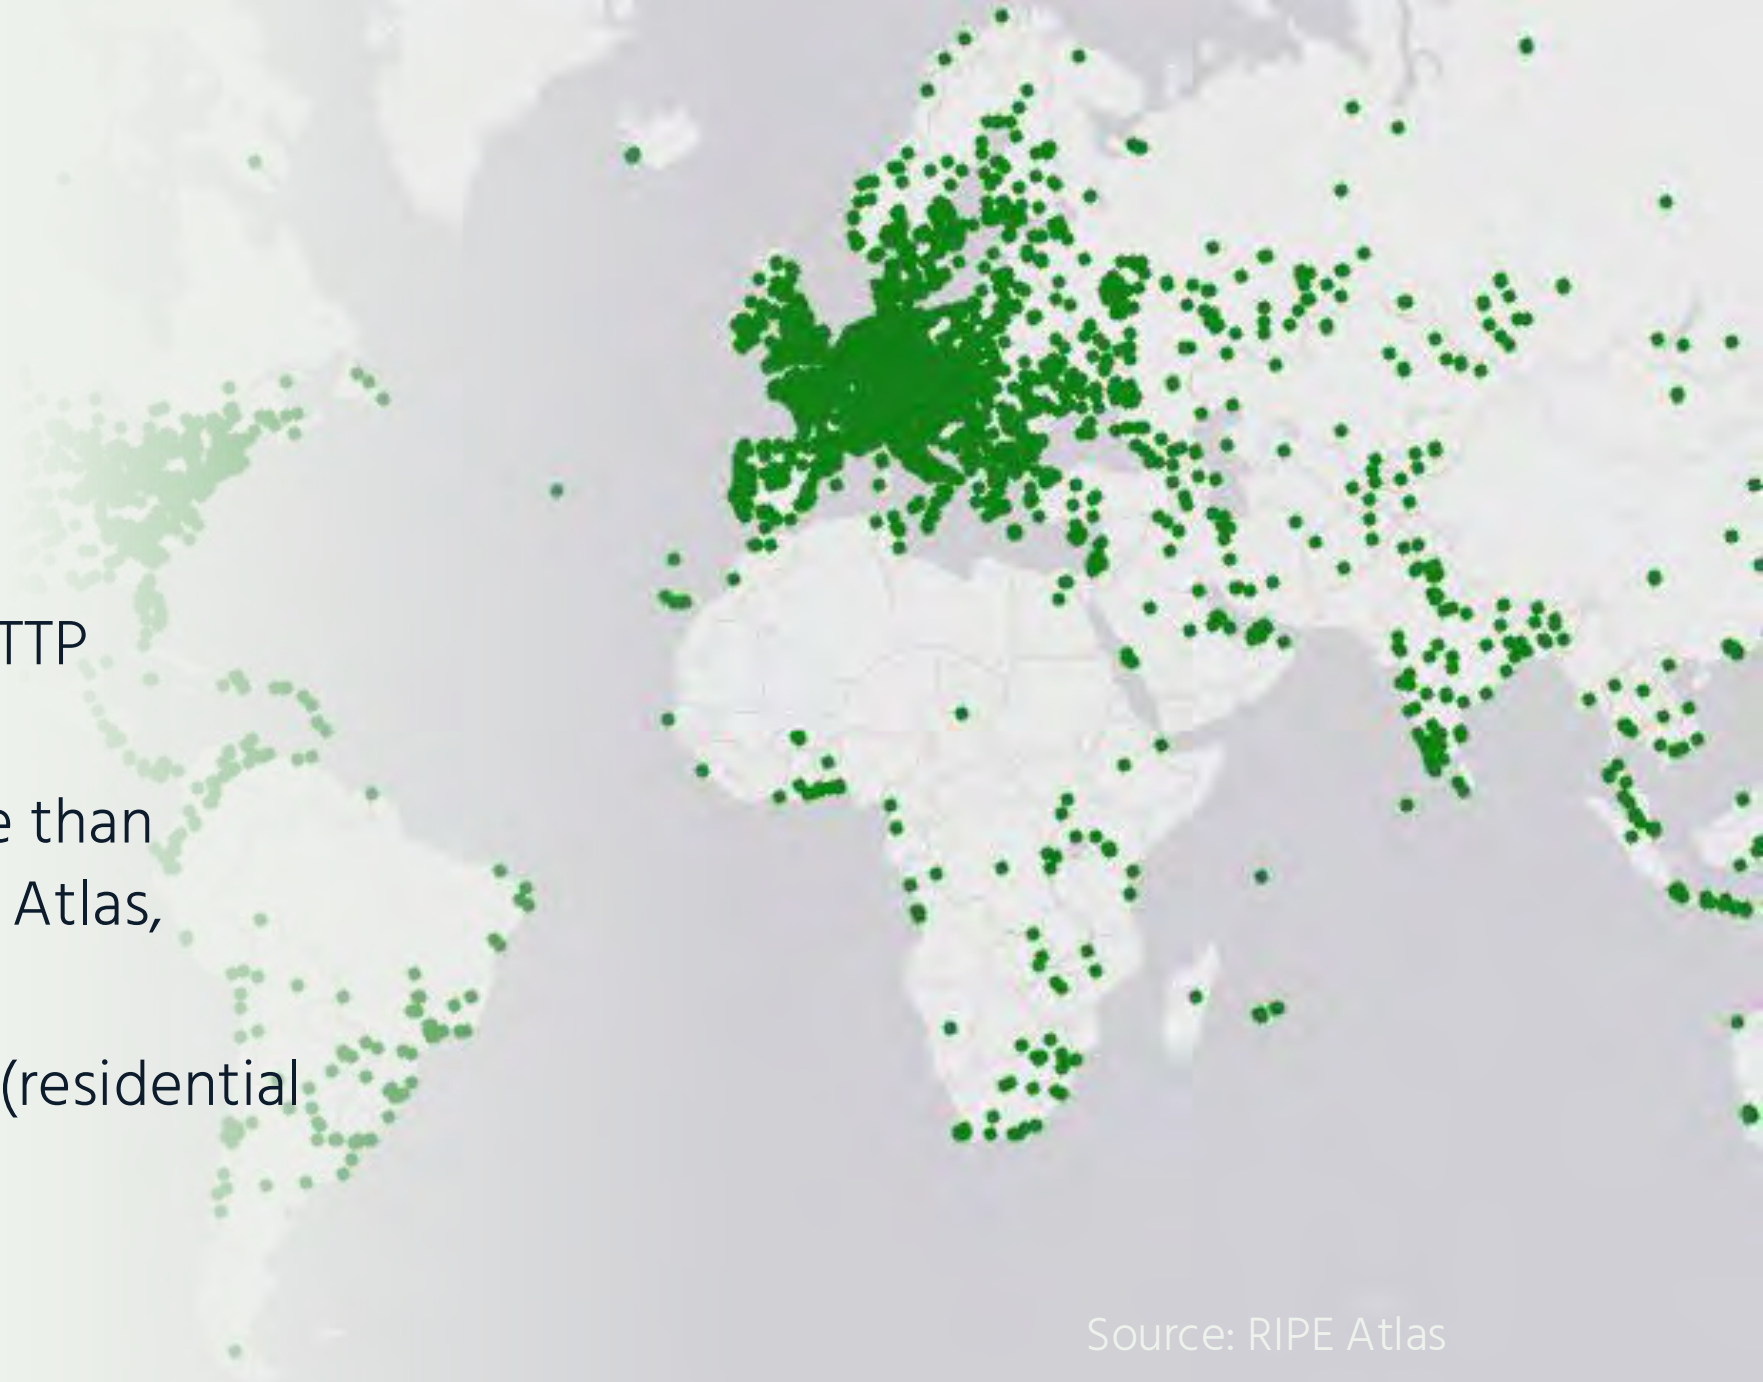 TTP
e than
Atlas,
(residential
Source: RIPE Atlas